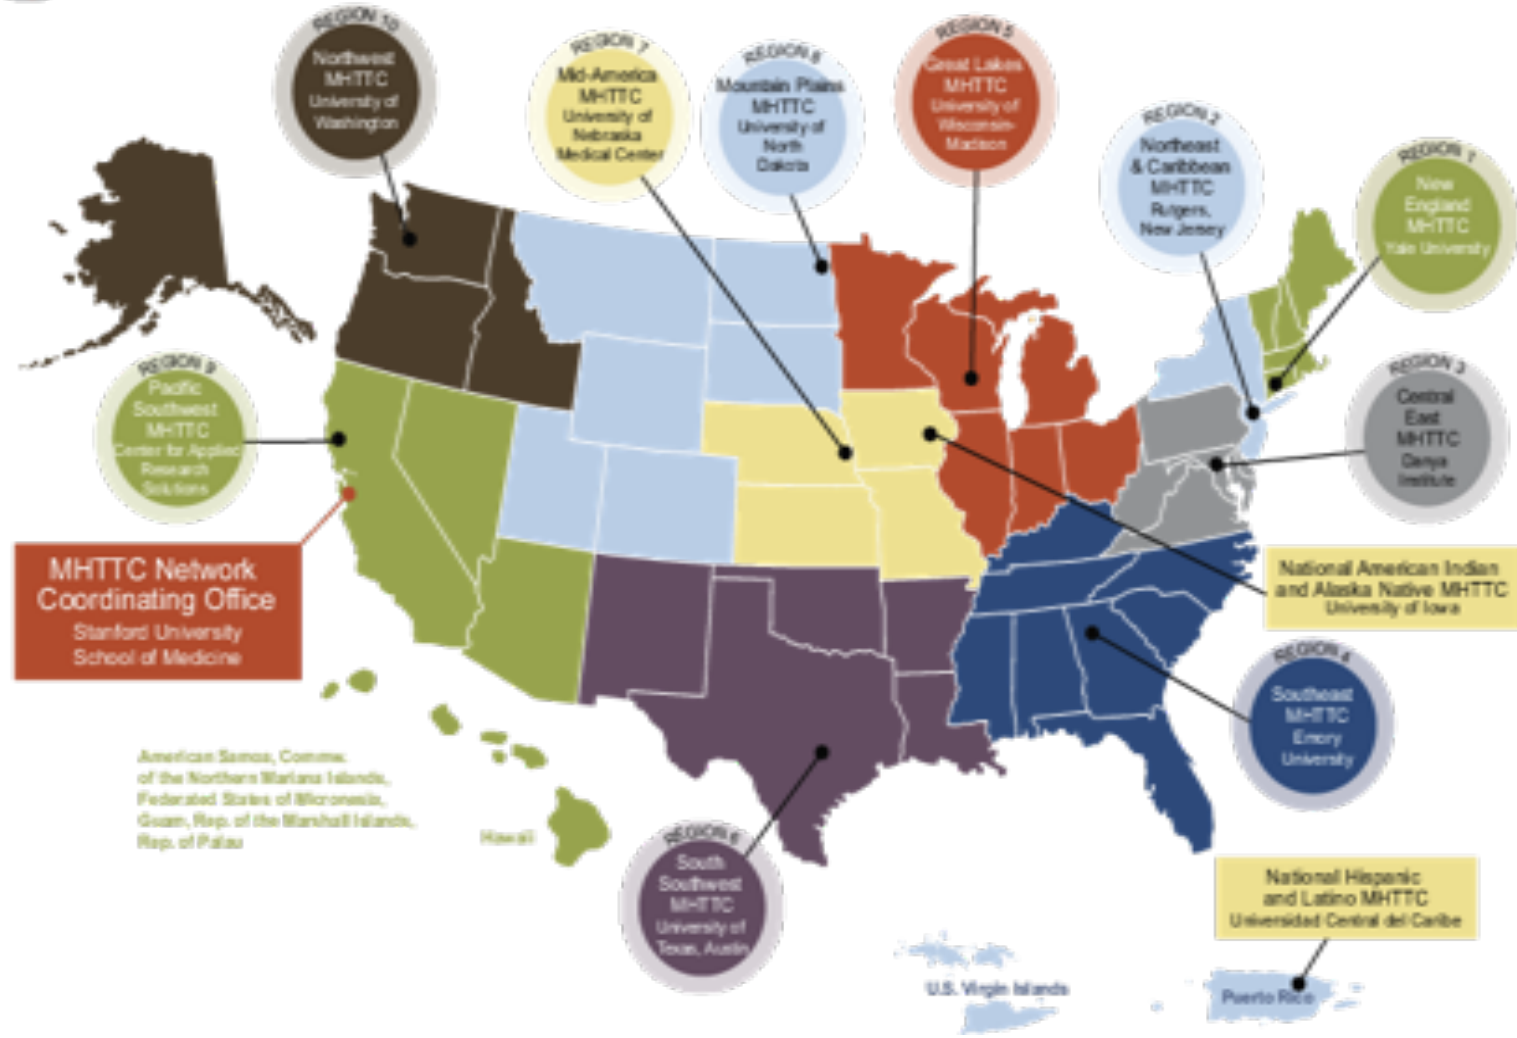 REGION 10
Northwest
MHTTC
University of
Washington
REGION 7
Mid-America
MHTTC
University of
Nebraska
Medical Center
REGION 8
Mountain Plains
MHTTC
University of
North
Dakota
REGION 5
Great Lakes
MHTTC
University of
Wisconsin-
Madison
REGION 2
Northeast
& Caribbean
MHTTC
Rutgers,
New Jersey
REGION 1
New
England
MHTTC
Yale University
REGION 9
Pacific
Southwest
MHTTC
Center for Applied
Research
Solutions
REGION 3
Central
East
MHTTC
Danya
Institute
MHTTC Network
Coordinating Office
Stanford University
School of Medicine
National American Indian
and Alaska Native MHTTC
University of Iowa
REGION 4
Southeast
MHTTC
Emory
University
American Samoa, Commw.
of the Northern Mariana Islands,
Federated States of Micronesia,
Guam, Rep. of the Marshall Islands,
Rep. of Palau
Hawaii
REGION 6
South
Southwest
MHTTC
University of
Texas, Austin
National Hispanic
and Latino MHTTC
Universidad Central del Caribe
U.S. Virgin Islands
Puerto Rico